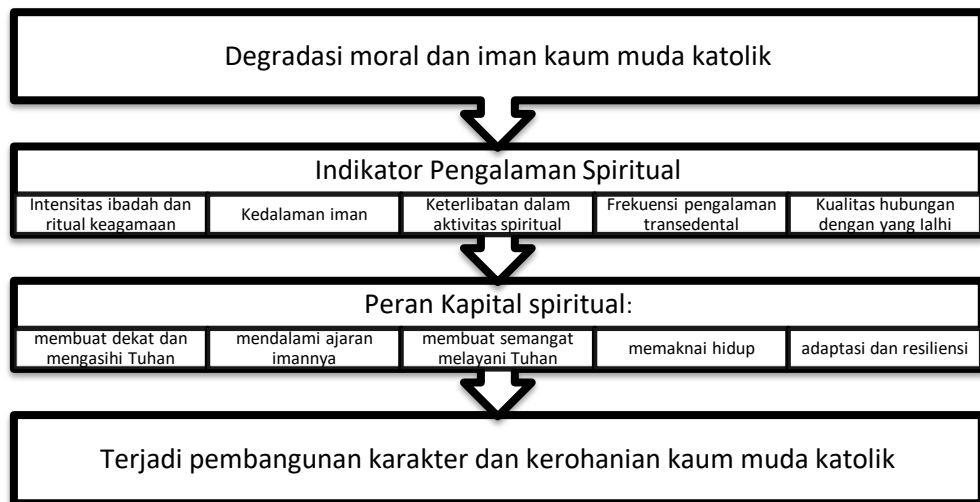 Degradasi moral dan iman kaum muda katolik
Indikator Pengalaman Spiritual
Intensitas ibadah dan
ritual keagamaan
Kedalaman iman
Keterlibatan dalam
aktivitas spiritual
Frekuensi pengalaman
transedental
Kualitas hubungan
dengan yang Ialhi
Peran Kapital spiritual:
membuat dekat dan
mengasihi Tuhan
mendalami ajaran
imannya
membuat semangat
melayani Tuhan
memaknai hidup
adaptasi dan resiliensi
Terjadi pembangunan karakter dan kerohanian kaum muda katolik